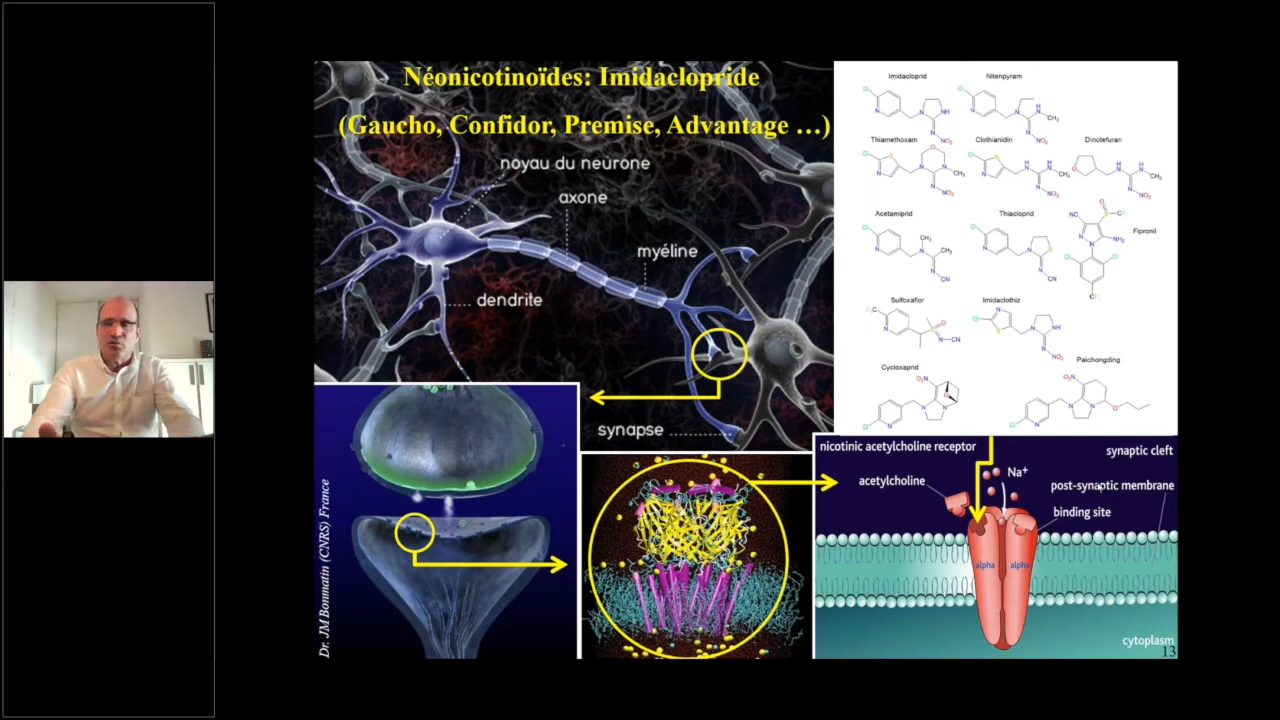 Néonicotinoïdes: Imidaclopride
(Gaucho, Confidor, Premise, Advantage …)
noyau du neurone
axone
myéline
dendrite
synapse
Dr. JM Bonmatin (CNRS) France
Imidacloprid
Nitenpyram
Thiamethoxam
Clothianidin
Dinotefuran
Acetamiprid
Thiacloprid
Fipronil
Sulfoxaflor
Imidaclothiz
Cycloxaprid
Paichongding
nicotinic acetylcholine receptor
synaptic cleft
acetylcholine
Na⁺
post-synaptic membrane
binding site
alpha
alpha
cytoplasm
13